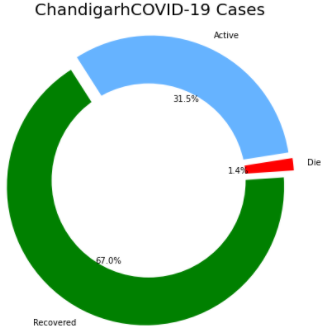 ChandigarhCOVID-19 Cases
Active
31.5%
Die
1.4%
67.0%
Recovered